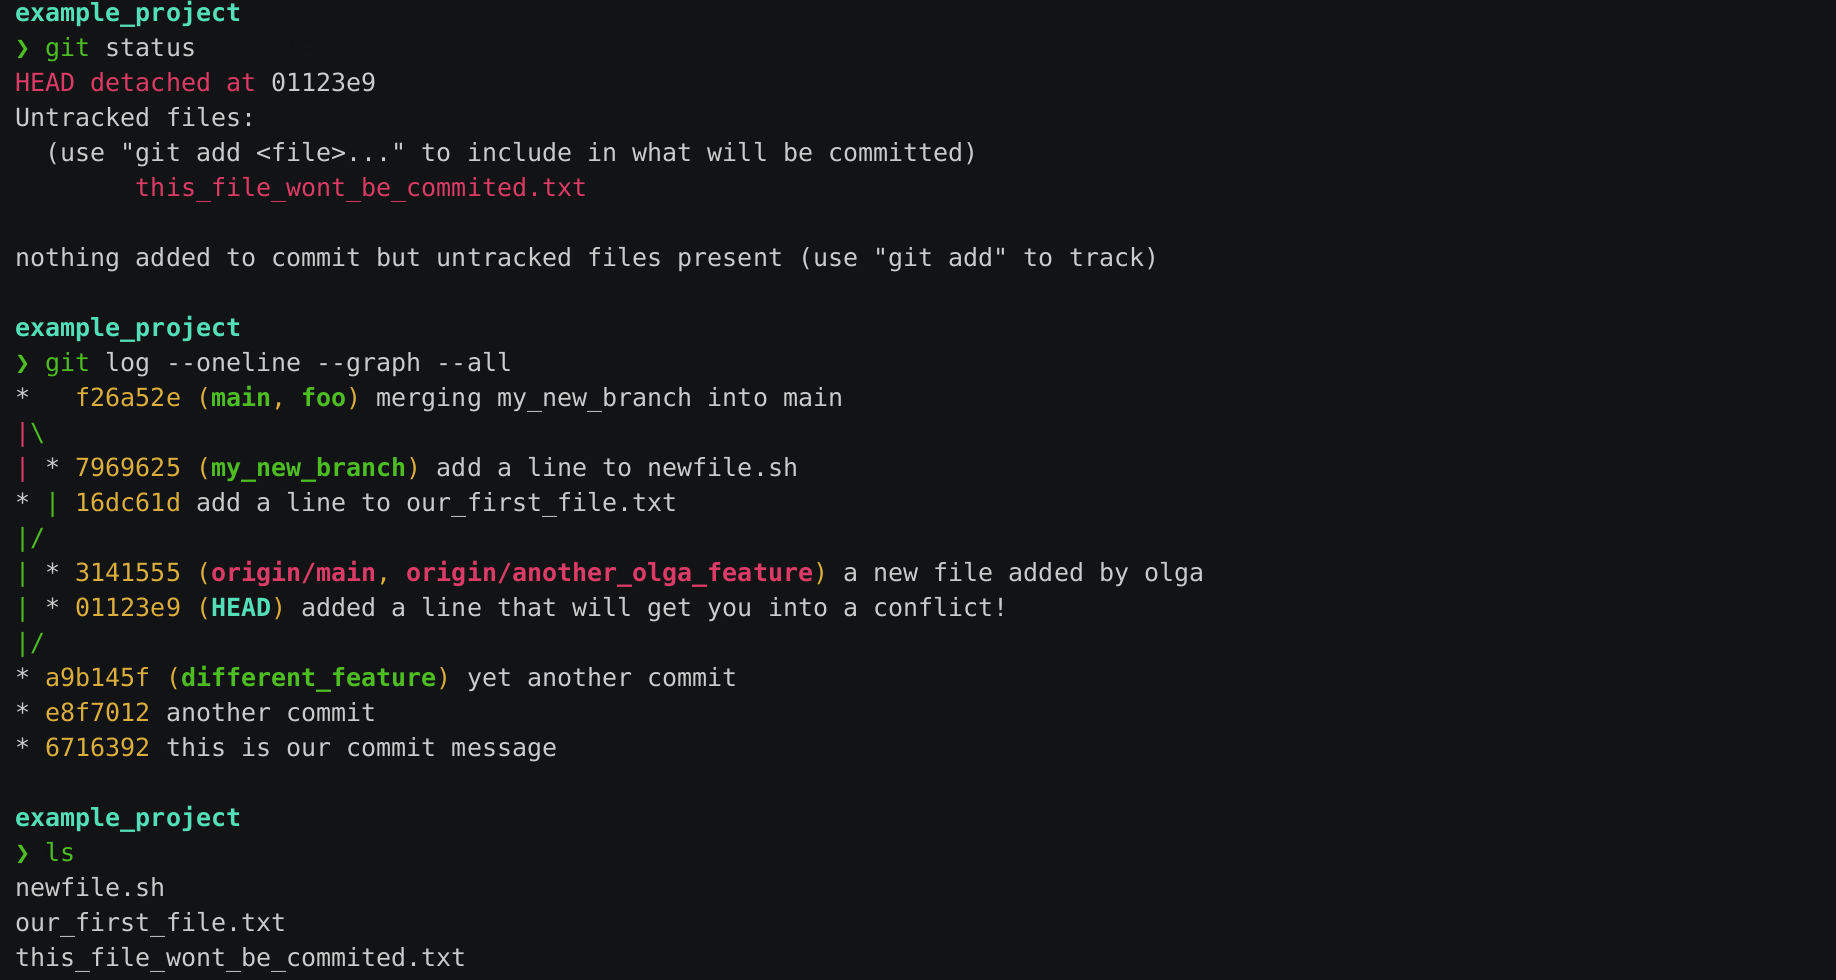 example_project
❯ git status
HEAD detached at 01123e9
Untracked files:
  (use "git add <file>..." to include in what will be committed)
        this_file_wont_be_commited.txt

nothing added to commit but untracked files present (use "git add" to track)

example_project
❯ git log --oneline --graph --all
*   f26a52e (main, foo) merging my_new_branch into main
|\
| * 7969625 (my_new_branch) add a line to newfile.sh
* | 16dc61d add a line to our_first_file.txt
|/
| * 3141555 (origin/main, origin/another_olga_feature) a new file added by olga
| * 01123e9 (HEAD) added a line that will get you into a conflict!
|/
* a9b145f (different_feature) yet another commit
* e8f7012 another commit
* 6716392 this is our commit message

example_project
❯ ls
newfile.sh
our_first_file.txt
this_file_wont_be_commited.txt